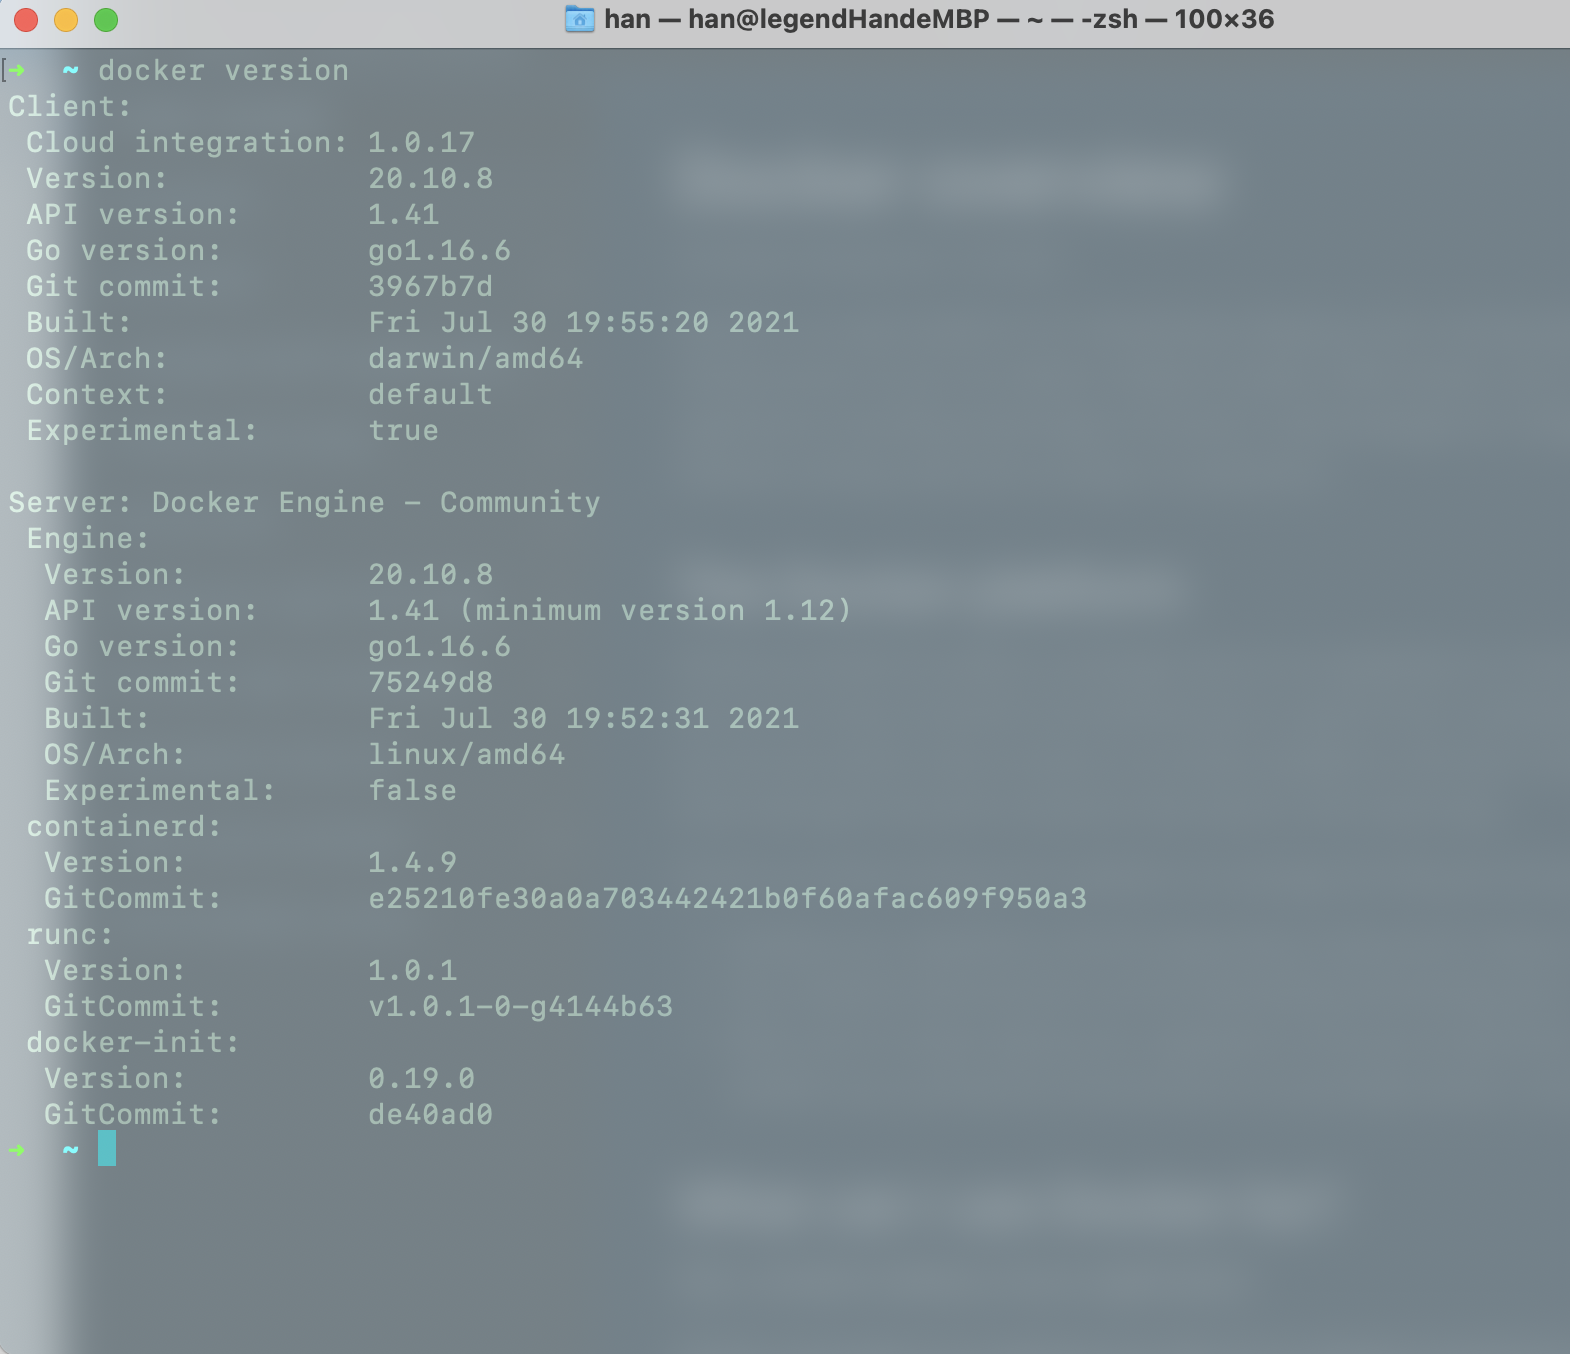 han — han@legendHandeMBP — ~ — -zsh — 100×36
[➜  ~ docker version
Client:
 Cloud integration: 1.0.17
 Version:           20.10.8
 API version:       1.41
 Go version:        go1.16.6
 Git commit:        3967b7d
 Built:             Fri Jul 30 19:55:20 2021
 OS/Arch:           darwin/amd64
 Context:           default
 Experimental:      true

Server: Docker Engine - Community
 Engine:
  Version:          20.10.8
  API version:      1.41 (minimum version 1.12)
  Go version:       go1.16.6
  Git commit:       75249d8
  Built:            Fri Jul 30 19:52:31 2021
  OS/Arch:          linux/amd64
  Experimental:     false
 containerd:
  Version:          1.4.9
  GitCommit:        e25210fe30a0a703442421b0f60afac609f950a3
 runc:
  Version:          1.0.1
  GitCommit:        v1.0.1-0-g4144b63
 docker-init:
  Version:          0.19.0
  GitCommit:        de40ad0
➜  ~